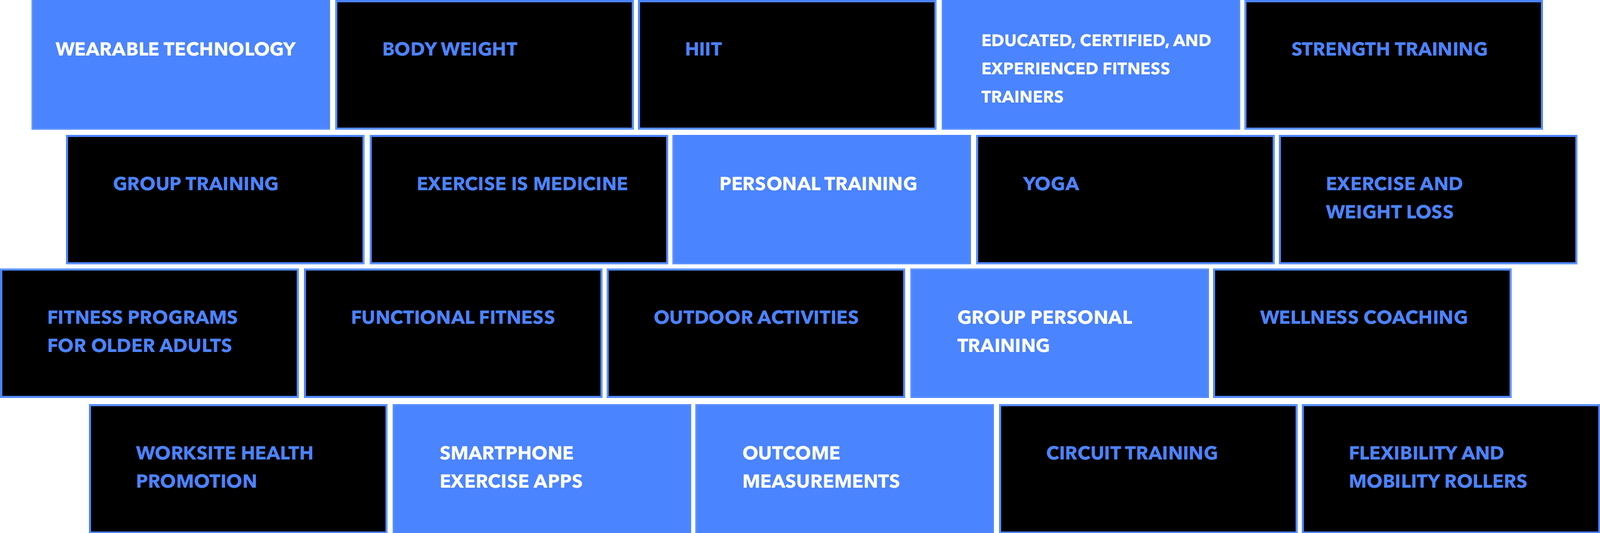 WEARABLE TECHNOLOGY
BODY WEIGHT
HIIT
EDUCATED, CERTIFIED, AND
EXPERIENCED FITNESS
TRAINERS
STRENGTH TRAINING
GROUP TRAINING
EXERCISE IS MEDICINE
PERSONAL TRAINING
YOGA
EXERCISE AND
WEIGHT LOSS
FITNESS PROGRAMS
FOR OLDER ADULTS
FUNCTIONAL FITNESS
OUTDOOR ACTIVITIES
GROUP PERSONAL
TRAINING
WELLNESS COACHING
WORKSITE HEALTH
PROMOTION
SMARTPHONE
EXERCISE APPS
OUTCOME
MEASUREMENTS
CIRCUIT TRAINING
FLEXIBILITY AND
MOBILITY ROLLERS